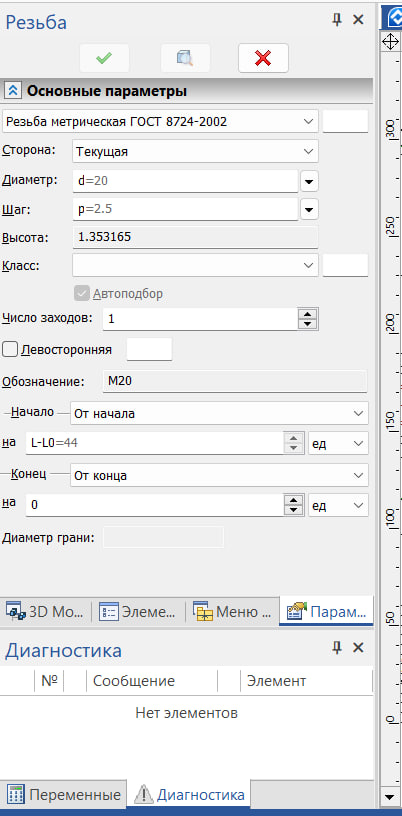 Резьба
Основные параметры
Резьба метрическая ГОСТ 8724-2002
Сторона: Текущая
Диаметр: d=20
Шаг: p=2.5
Высота: 1.353165
Класс:
Автоподбор
Число заходов: 1
Левосторонняя
Обозначение: M20
Начало От начала
на L-L0=44 ед
Конец От конца
на 0 ед
Диаметр грани:
3D Мо... Элеме... Меню ... Парам...
Диагностика
№ Сообщение Элемент
Нет элементов
Переменные Диагностика
300
250
200
150
100
50
0